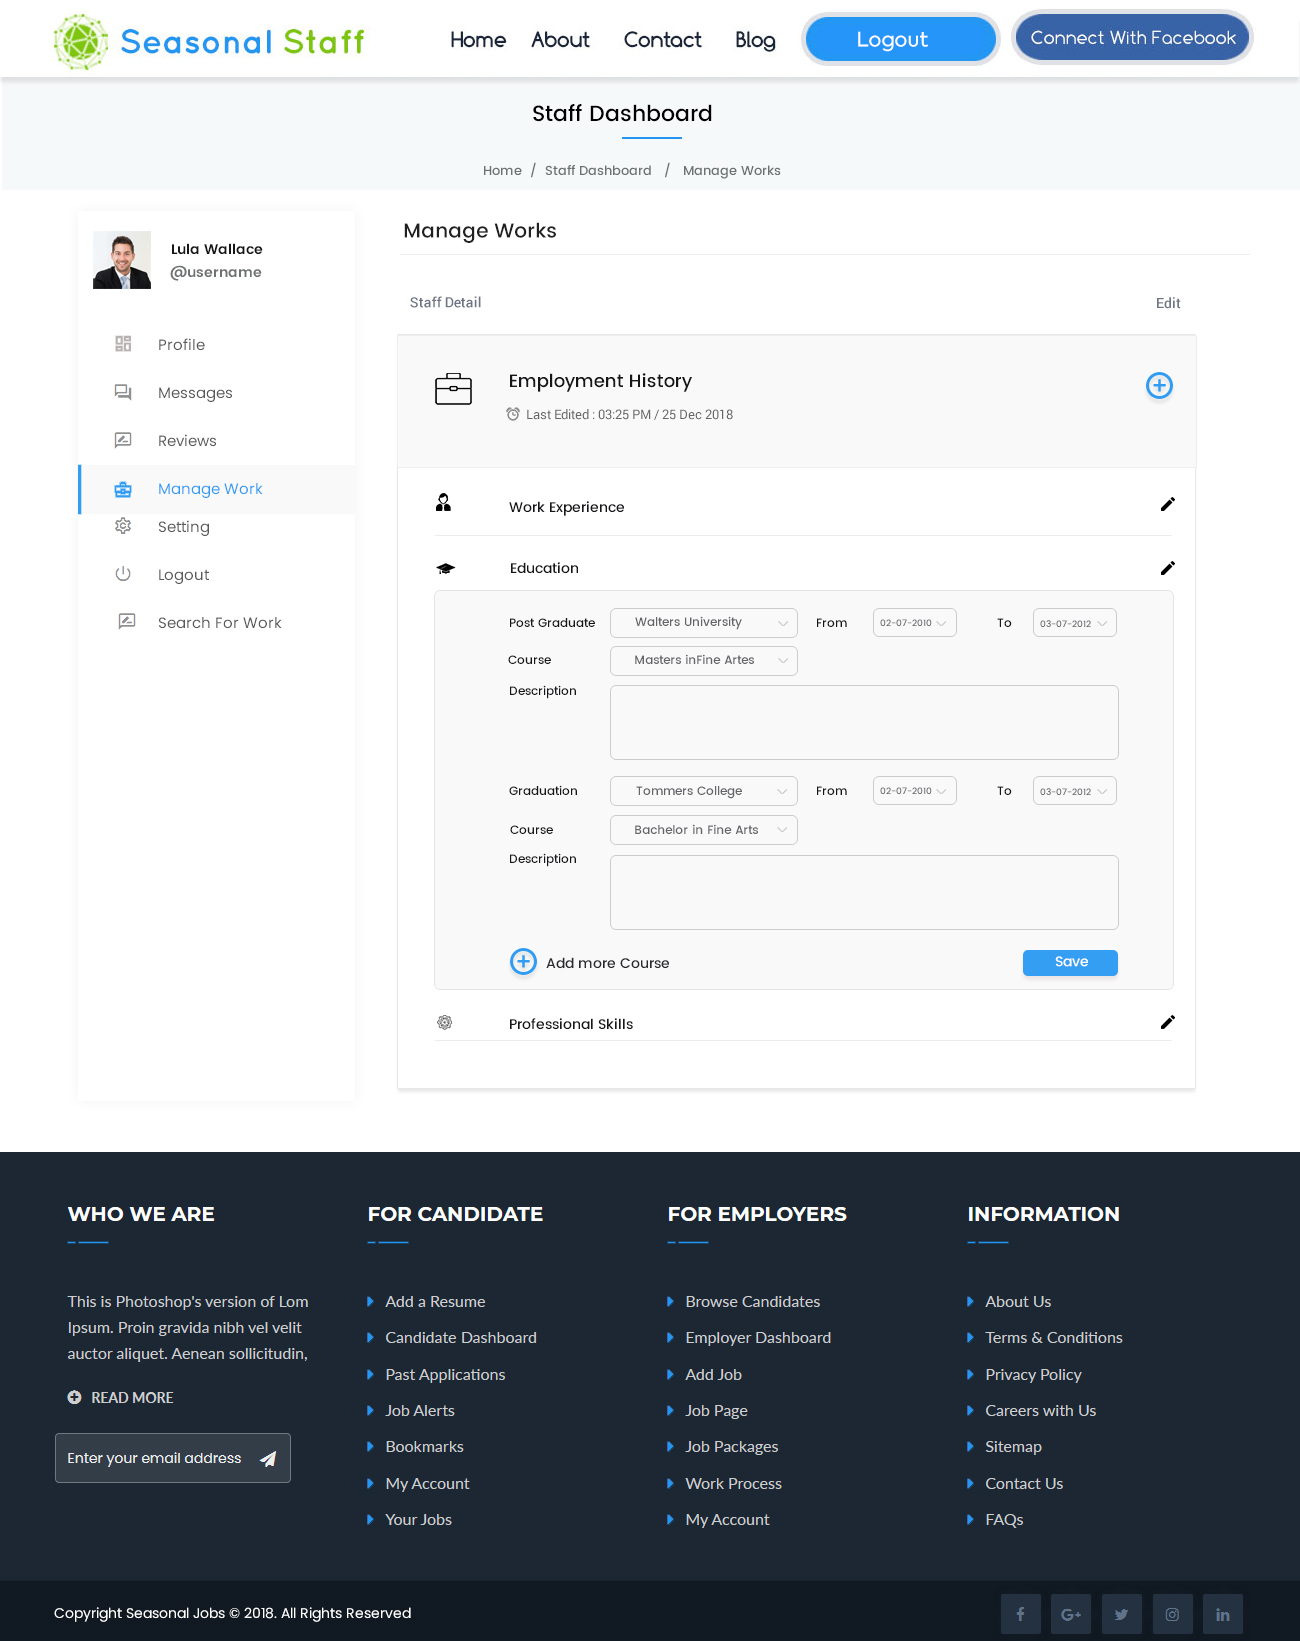 Seasonal Staff
Home About Contact Blog Logout Connect With Facebook
Staff Dashboard
Home / Staff Dashboard / Manage Works
Lula Wallace
@username
Profile
Messages
Reviews
Manage Work
Setting
Logout
Search For Work
Manage Works
Staff Detail Edit
Employment History
Last Edited : 03:25 PM / 25 Dec 2018
Work Experience
Education
Post Graduate Walters University From 02-07-2010 To 03-07-2012
Course Masters inFine Artes
Description
Graduation Tommers College From 02-07-2010 To 03-07-2012
Course Bachelor in Fine Arts
Description
Add more Course Save
Professional Skills
WHO WE ARE
This is Photoshop's version of Lom
Ipsum. Proin gravida nibh vel velit
auctor aliquet. Aenean sollicitudin,
READ MORE
Enter your email address
FOR CANDIDATE
Add a Resume
Candidate Dashboard
Past Applications
Job Alerts
Bookmarks
My Account
Your Jobs
FOR EMPLOYERS
Browse Candidates
Employer Dashboard
Add Job
Job Page
Job Packages
Work Process
My Account
INFORMATION
About Us
Terms & Conditions
Privacy Policy
Careers with Us
Sitemap
Contact Us
FAQs
Copyright Seasonal Jobs © 2018. All Rights Reserved